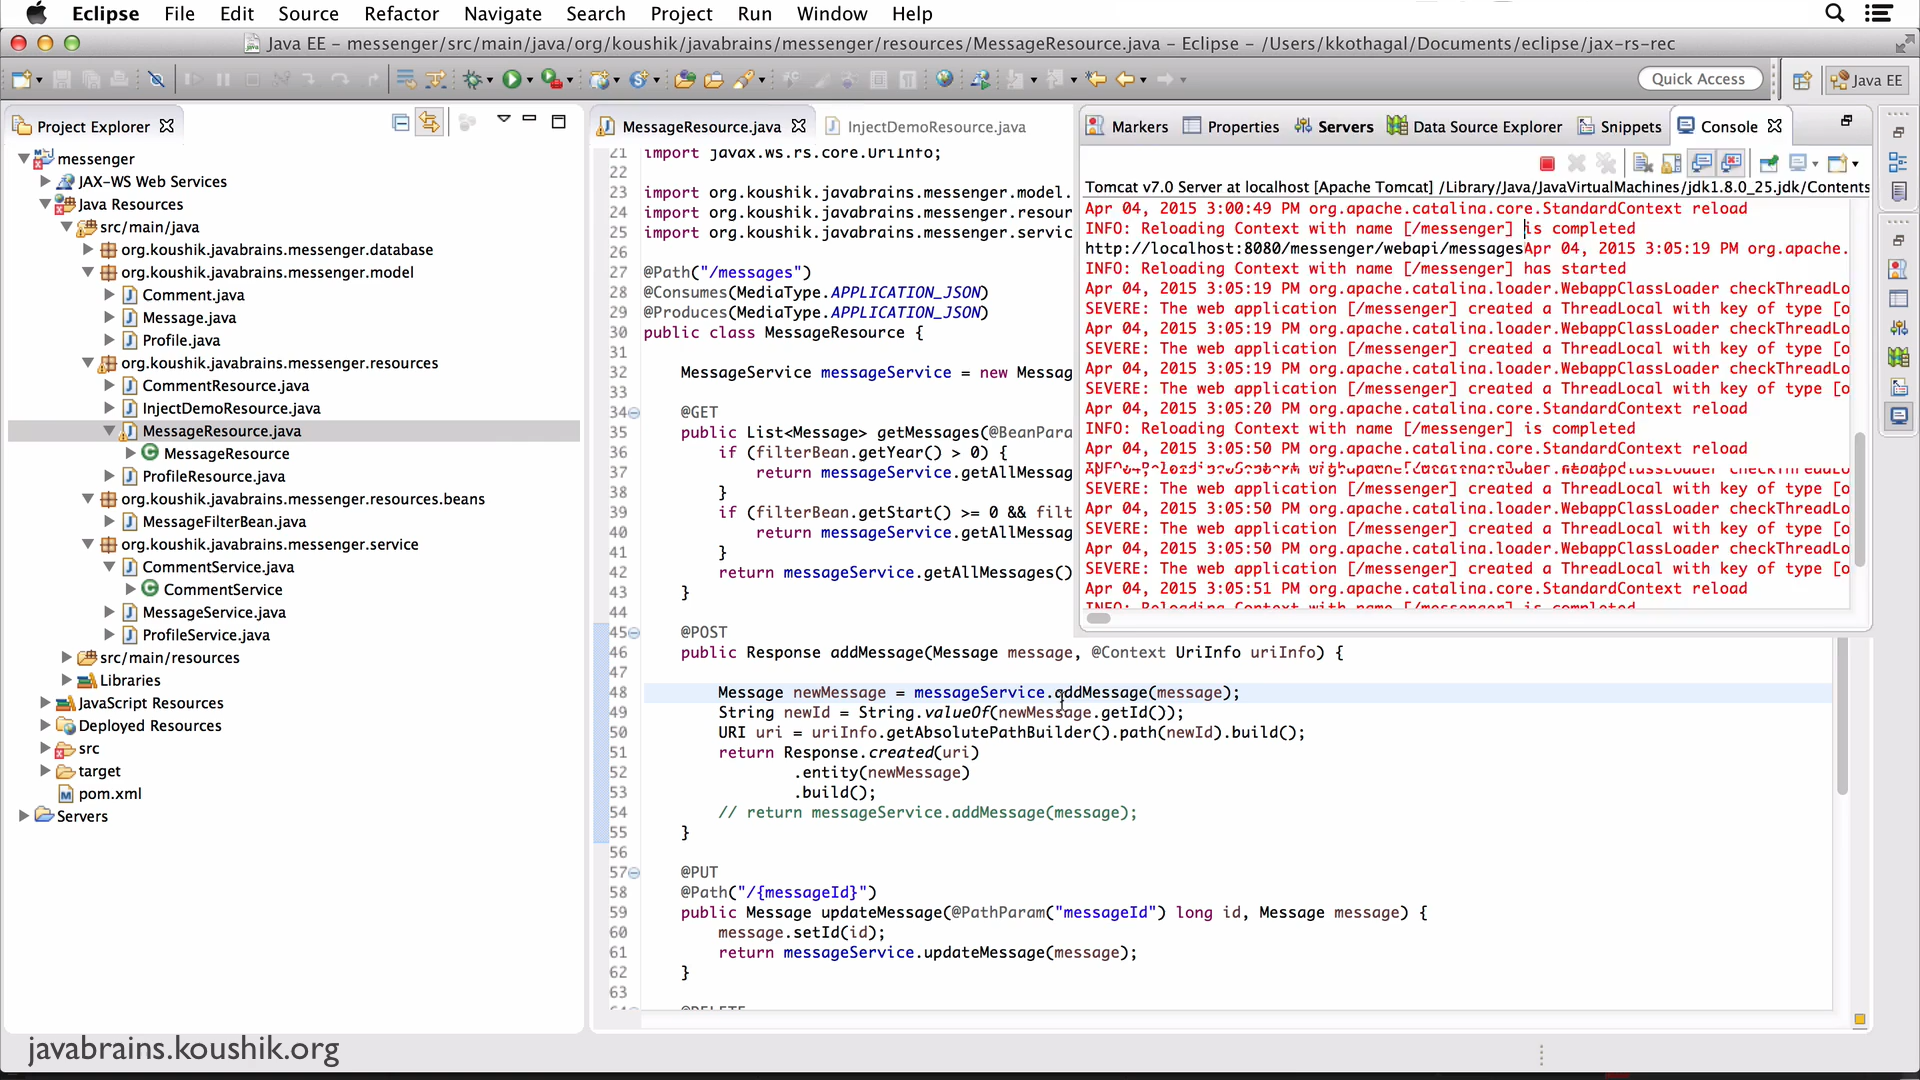 Eclipse File Edit Source Refactor Navigate Search Project Run Window Help
Java EE – messenger/src/main/java/org/koushik/javabrains/messenger/resources/MessageResource.java – Eclipse – /Users/kkothagal/Documents/eclipse/jax-rs-rec
Quick Access
Java EE
Project Explorer
messenger
JAX-WS Web Services
Java Resources
src/main/java
org.koushik.javabrains.messenger.database
org.koushik.javabrains.messenger.model
Comment.java
Message.java
Profile.java
org.koushik.javabrains.messenger.resources
CommentResource.java
InjectDemoResource.java
MessageResource.java
MessageResource
ProfileResource.java
org.koushik.javabrains.messenger.resources.beans
MessageFilterBean.java
org.koushik.javabrains.messenger.service
CommentService.java
CommentService
MessageService.java
ProfileService.java
src/main/resources
Libraries
JavaScript Resources
Deployed Resources
src
target
pom.xml
Servers
MessageResource.java InjectDemoResource.java
21 import javax.ws.rs.core.UriInfo;
22
23 import org.koushik.javabrains.messenger.model.
24 import org.koushik.javabrains.messenger.resour
25 import org.koushik.javabrains.messenger.servic
26
27 @Path("/messages")
28 @Consumes(MediaType.APPLICATION_JSON)
29 @Produces(MediaType.APPLICATION_JSON)
30 public class MessageResource {
31
32 MessageService messageService = new Messag
33
34 @GET
35 public List<Message> getMessages(@BeanPara
36 if (filterBean.getYear() > 0) {
37 return messageService.getAllMessag
38 }
39 if (filterBean.getStart() >= 0 && filt
40 return messageService.getAllMessag
41 }
42 return messageService.getAllMessages()
43 }
44
45 @POST
46 public Response addMessage(Message message, @Context UriInfo uriInfo) {
47
48 Message newMessage = messageService.addMessage(message);
49 String newId = String.valueOf(newMessage.getId());
50 URI uri = uriInfo.getAbsolutePathBuilder().path(newId).build();
51 return Response.created(uri)
52 .entity(newMessage)
53 .build();
54 // return messageService.addMessage(message);
55 }
56
57 @PUT
58 @Path("/{messageId}")
59 public Message updateMessage(@PathParam("messageId") long id, Message message) {
60 message.setId(id);
61 return messageService.updateMessage(message);
62 }
63
Markers Properties Servers Data Source Explorer Snippets Console
Tomcat v7.0 Server at localhost [Apache Tomcat] /Library/Java/JavaVirtualMachines/jdk1.8.0_25.jdk/Contents
Apr 04, 2015 3:00:49 PM org.apache.catalina.core.StandardContext reload
INFO: Reloading Context with name [/messenger] is completed
http://localhost:8080/messenger/webapi/messagesApr 04, 2015 3:05:19 PM org.apache.
INFO: Reloading Context with name [/messenger] has started
Apr 04, 2015 3:05:19 PM org.apache.catalina.loader.WebappClassLoader checkThreadLo
SEVERE: The web application [/messenger] created a ThreadLocal with key of type [o
Apr 04, 2015 3:05:19 PM org.apache.catalina.loader.WebappClassLoader checkThreadLo
SEVERE: The web application [/messenger] created a ThreadLocal with key of type [o
Apr 04, 2015 3:05:19 PM org.apache.catalina.loader.WebappClassLoader checkThreadLo
SEVERE: The web application [/messenger] created a ThreadLocal with key of type [o
Apr 04, 2015 3:05:20 PM org.apache.catalina.core.StandardContext reload
INFO: Reloading Context with name [/messenger] is completed
Apr 04, 2015 3:05:50 PM org.apache.catalina.core.StandardContext reload
SEVERE: The web application [/messenger] created a ThreadLocal with key of type [o
Apr 04, 2015 3:05:50 PM org.apache.catalina.loader.WebappClassLoader checkThreadLo
SEVERE: The web application [/messenger] created a ThreadLocal with key of type [o
Apr 04, 2015 3:05:50 PM org.apache.catalina.loader.WebappClassLoader checkThreadLo
SEVERE: The web application [/messenger] created a ThreadLocal with key of type [o
Apr 04, 2015 3:05:51 PM org.apache.catalina.core.StandardContext reload
INFO: Reloading Context with name [/messenger] is completed
javabrains.koushik.org